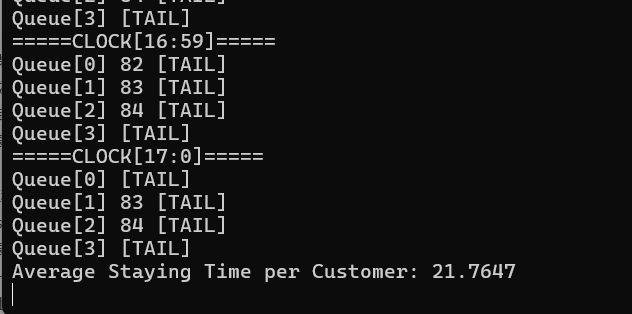 Queue[3] [TAIL]
=====CLOCK[16:59]=====
Queue[0] 82 [TAIL]
Queue[1] 83 [TAIL]
Queue[2] 84 [TAIL]
Queue[3] [TAIL]
=====CLOCK[17:0]=====
Queue[0] [TAIL]
Queue[1] 83 [TAIL]
Queue[2] 84 [TAIL]
Queue[3] [TAIL]
Average Staying Time per Customer: 21.7647